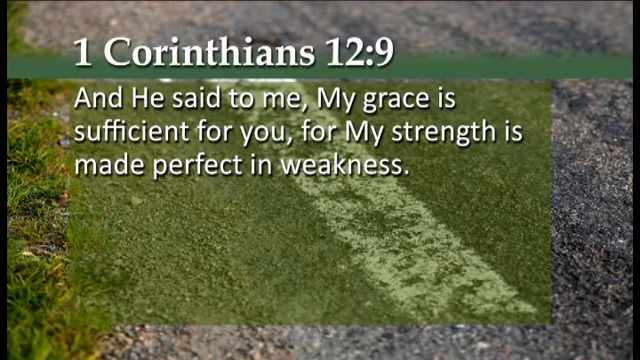 1 Corinthians 12:9
And He said to me, My grace is
sufficient for you, for My strength is
made perfect in weakness.